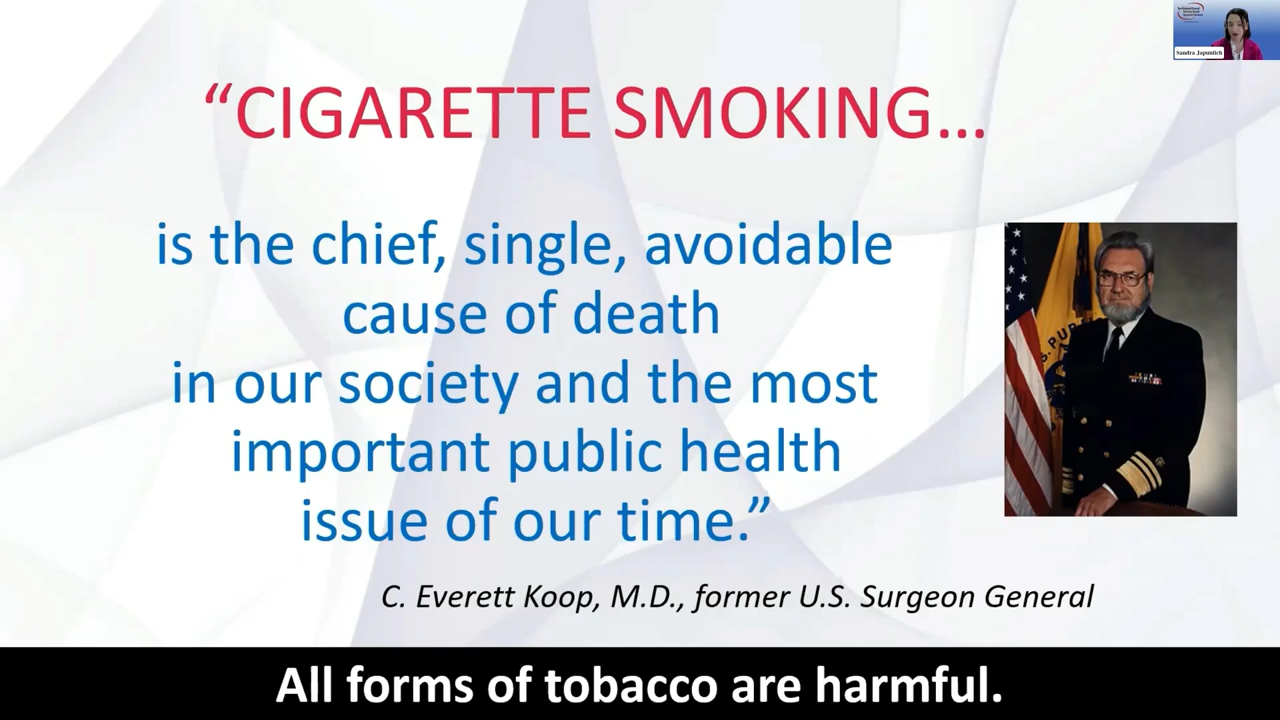 Sandra Japuntich
“CIGARETTE SMOKING...
is the chief, single, avoidable
cause of death
in our society and the most
important public health
issue of our time.”
C. Everett Koop, M.D., former U.S. Surgeon General
All forms of tobacco are harmful.